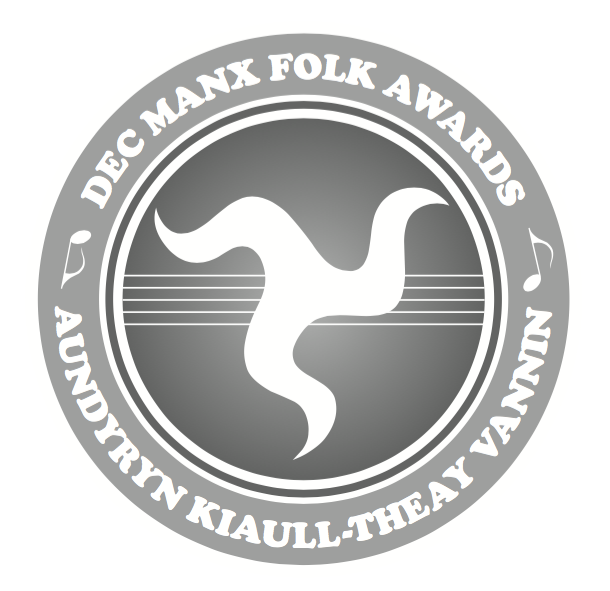 DEC MANX FOLK AWARDS
AUNDYRYN KIAULL-THEAY VANNIN